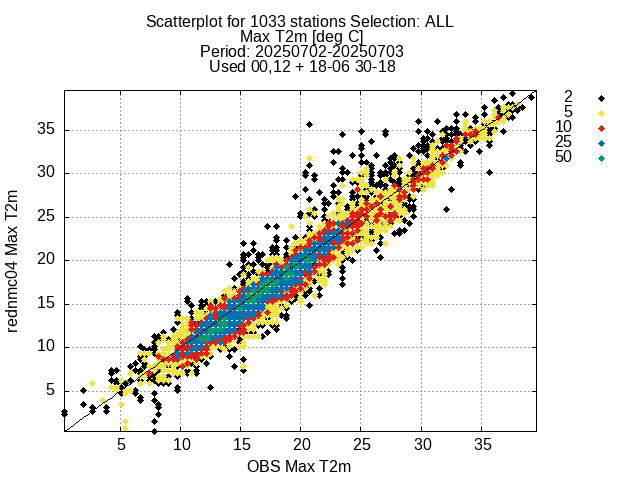 Scatterplot for 1033 stations Selection: ALL
Max T2m [deg C]
Period: 20250702-20250703
Used 00,12 + 18-06 30-18
2
5
10
25
50
rednmc04 Max T2m
35
30
25
20
15
10
5
5 10 15 20 25 30 35
OBS Max T2m